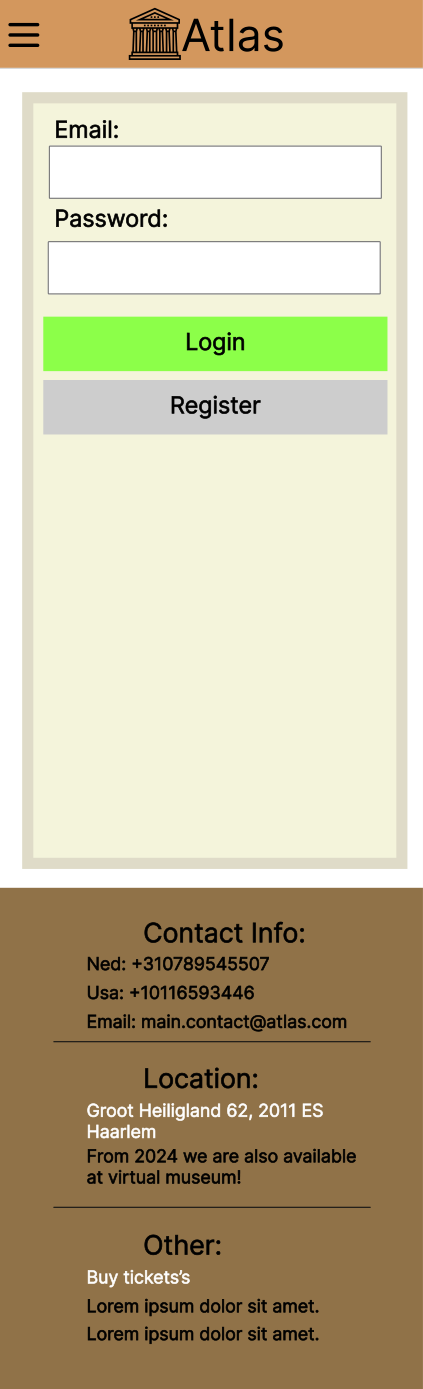 Atlas
Email:
Password:
Login
Register
Contact Info:
Ned: +310789545507
Usa: +10116593446
Email: main.contact@atlas.com
Location:
Groot Heiligland 62, 2011 ES
Haarlem
From 2024 we are also available
at virtual museum!
Other:
Buy tickets’s
Lorem ipsum dolor sit amet.
Lorem ipsum dolor sit amet.